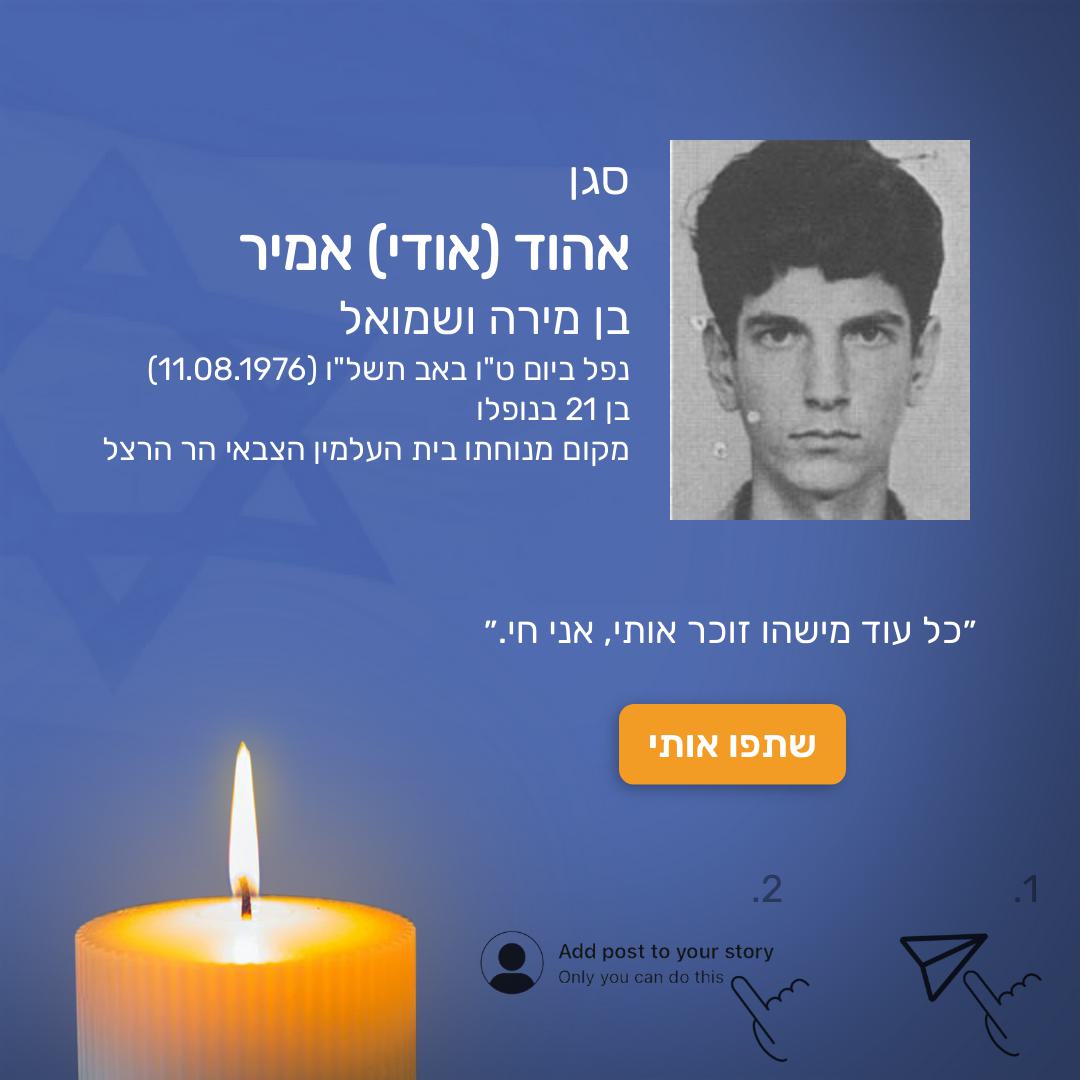 סגן
אהוד (אודי) אמיר
בן מירה ושמואל
נפל ביום ט"ו באב תשל"ו (11.08.1976)
בן 21 בנופלו
מקום מנוחתו בית העלמין הצבאי הר הרצל
״כל עוד מישהו זוכר אותי, אני חי.״
שתפו אותי
1.
2.
Add post to your story
Only you can do this